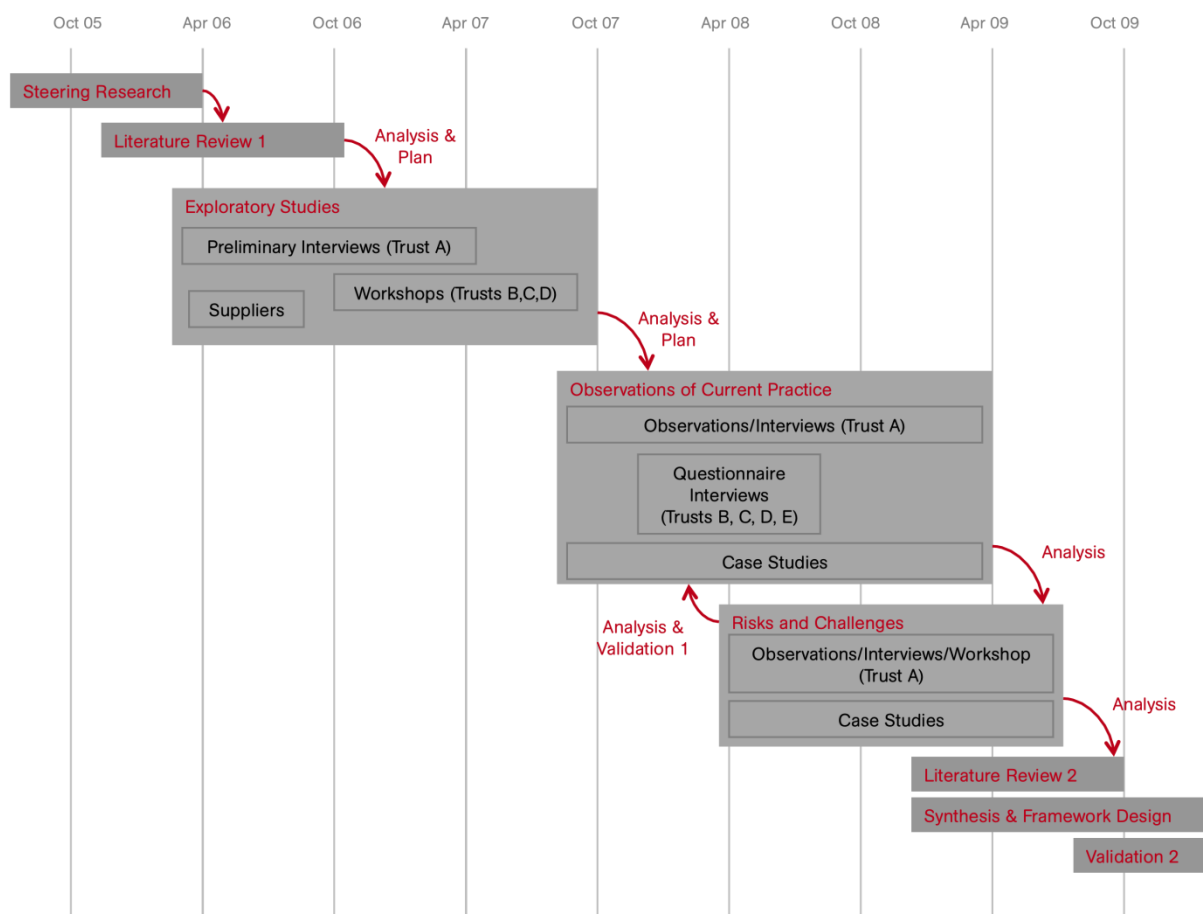 Oct 05
Apr 06
Oct 06
Apr 07
Oct 07
Apr 08
Oct 08
Apr 09
Oct 09
Steering Research
Literature Review 1
Analysis &
Plan
Exploratory Studies
Preliminary Interviews (Trust A)
Workshops (Trusts B,C,D)
Suppliers
Analysis &
Plan
Observations of Current Practice
Observations/Interviews (Trust A)
Questionnaire
Interviews
(Trusts B, C, D, E)
Case Studies
Analysis
Analysis &
Validation 1
Risks and Challenges
Observations/Interviews/Workshop
(Trust A)
Case Studies
Analysis
Literature Review 2
Synthesis & Framework Design
Validation 2